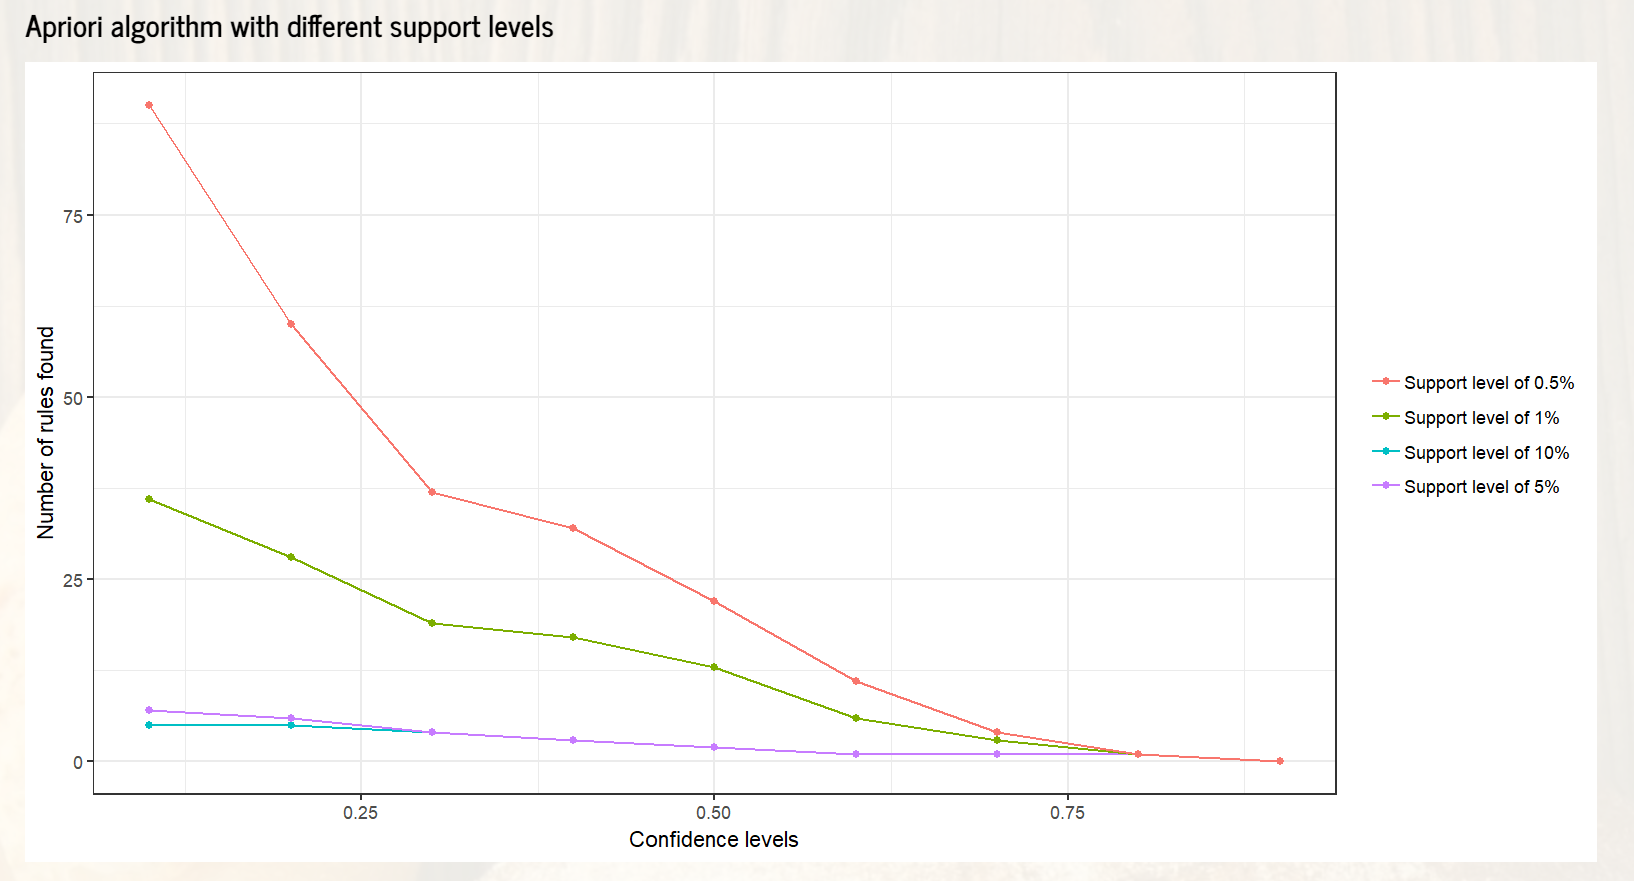 Apriori algorithm with different support levels
Number of rules found
75
50
25
0
0.25 0.50 0.75
Confidence levels
Support level of 0.5%
Support level of 1%
Support level of 10%
Support level of 5%